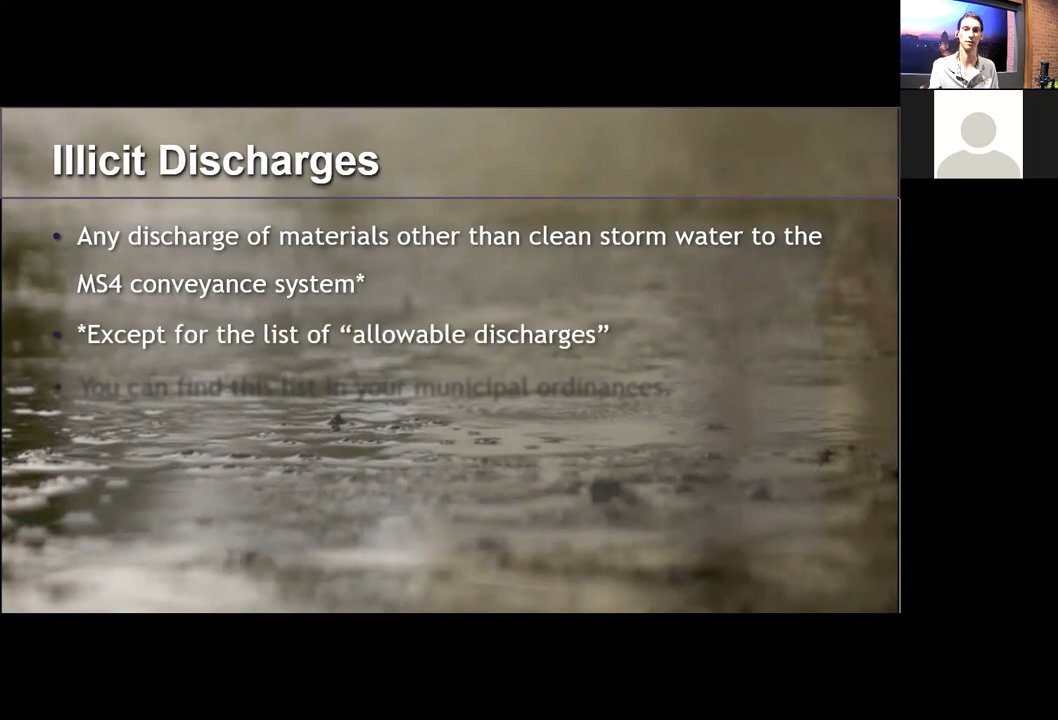 Illicit Discharges
• Any discharge of materials other than clean storm water to the
MS4 conveyance system*
• *Except for the list of “allowable discharges”
• You can find this list in your municipal ordinances.